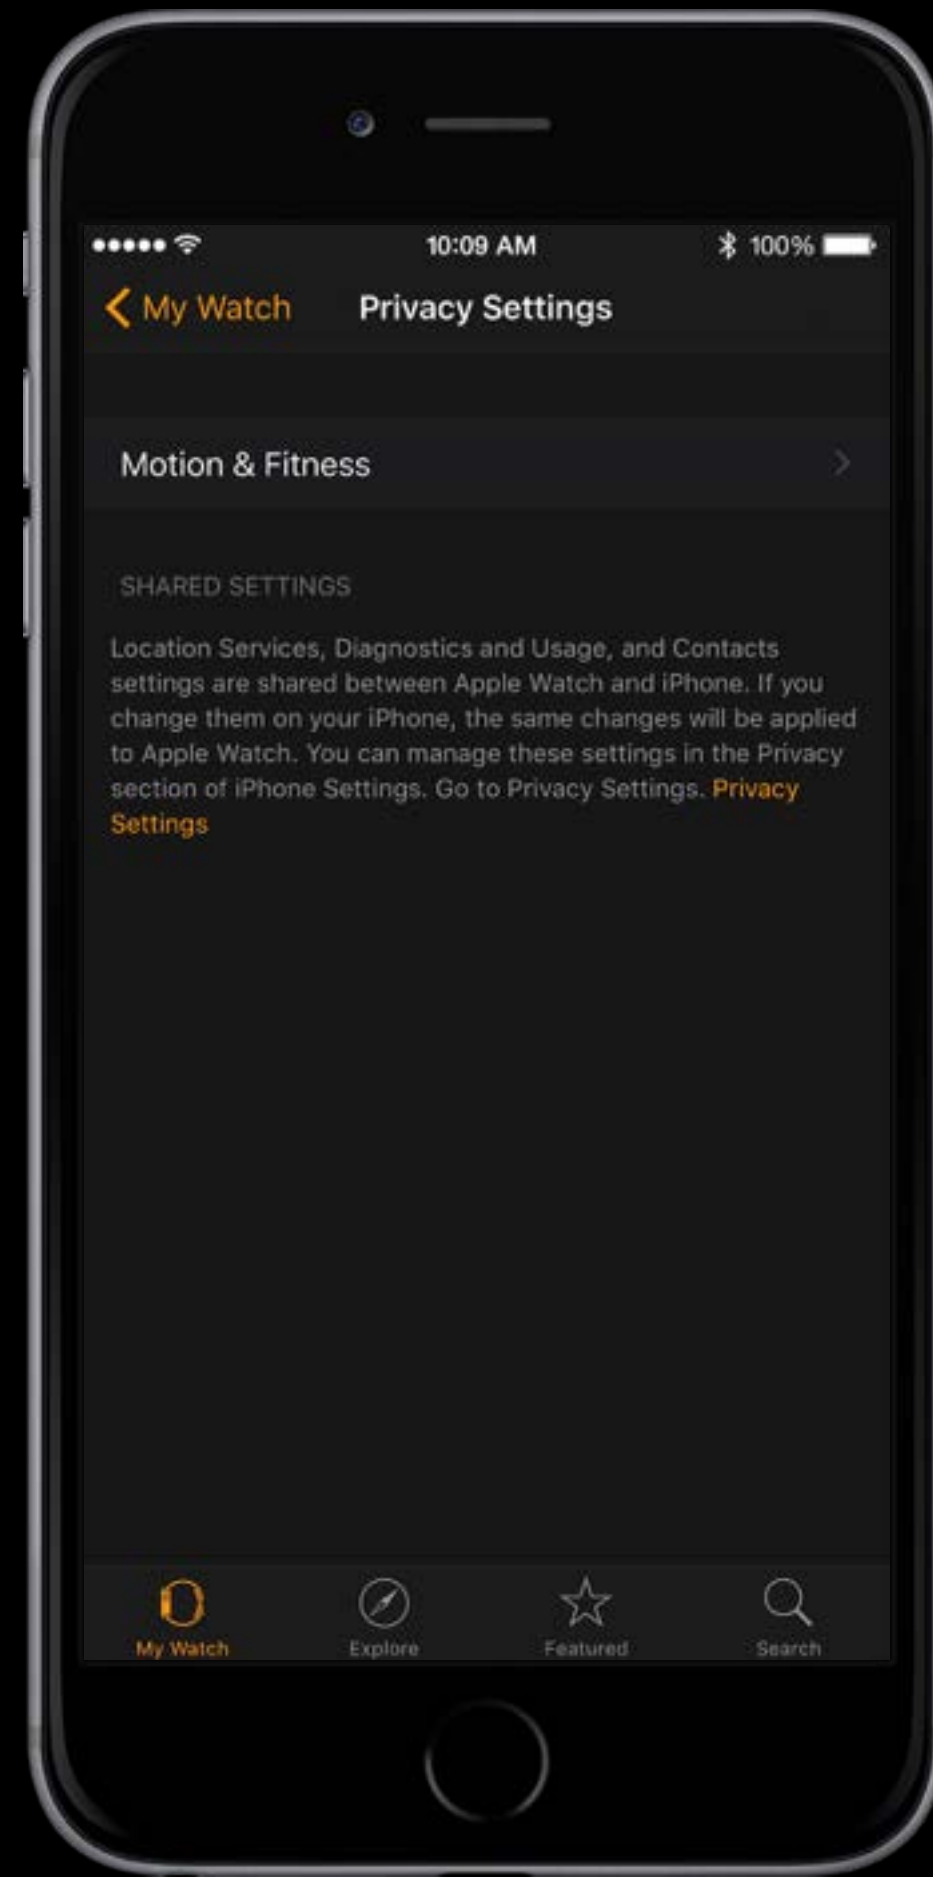 10:09 AM
100%
My Watch
Privacy Settings
Motion & Fitness
SHARED SETTINGS
Location Services, Diagnostics and Usage, and Contacts
settings are shared between Apple Watch and iPhone. If you
change them on your iPhone, the same changes will be applied
to Apple Watch. You can manage these settings in the Privacy
section of iPhone Settings. Go to Privacy Settings. Privacy
Settings
My Watch
Explore
Featured
Search